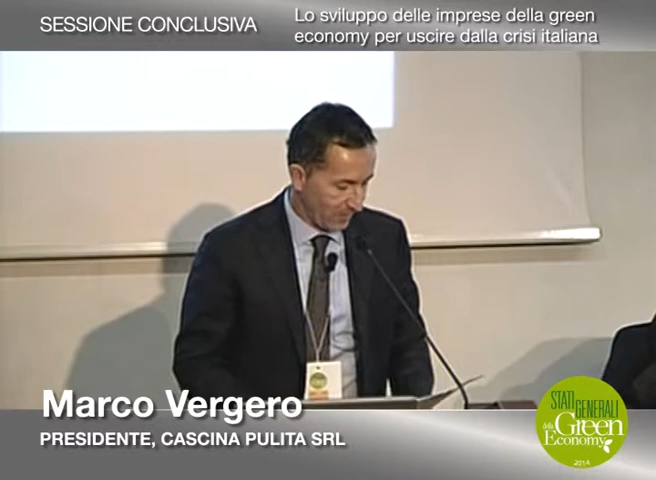 SESSIONE CONCLUSIVA
Lo sviluppo delle imprese della green
economy per uscire dalla crisi italiana
Marco Vergero
PRESIDENTE, CASCINA PULITA SRL
STATI
GENERALI
della Green
Economy
2014